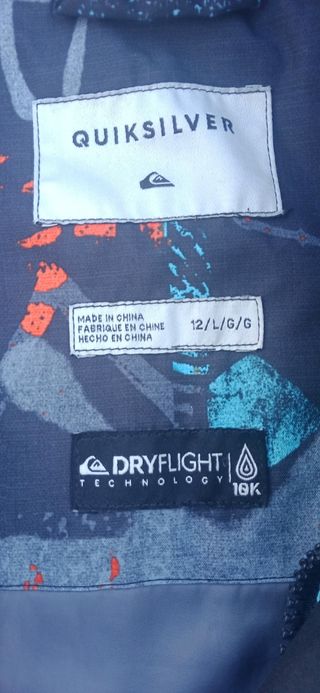 QUIKSILVER
MADE IN CHINA
FABRIQUE EN CHINE
HECHO EN CHINA
12/L/G/G
DRYFLIGHT
TECHNOLOGY
10K